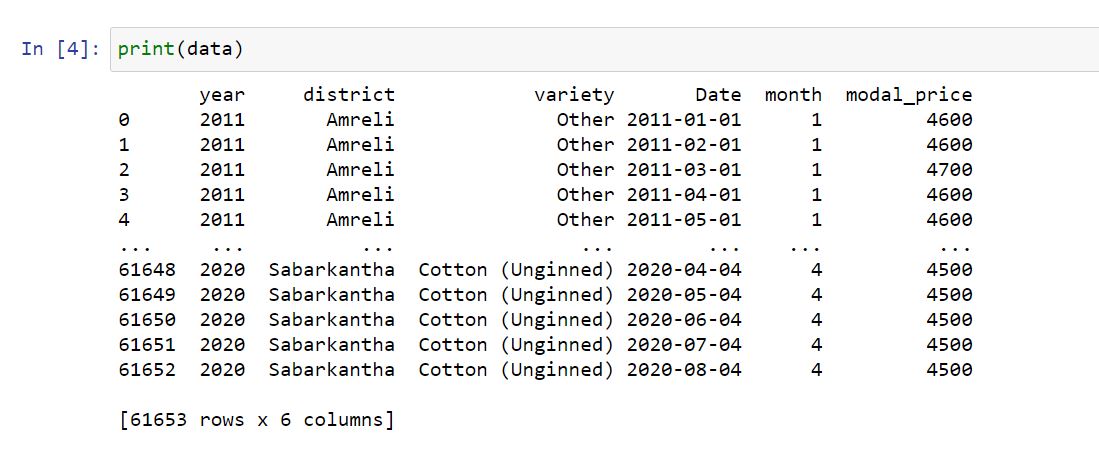 In [4]: print(data)
year district variety Date month modal_price
0 2011 Amreli Other 2011-01-01 1 4600
1 2011 Amreli Other 2011-02-01 1 4600
2 2011 Amreli Other 2011-03-01 1 4700
3 2011 Amreli Other 2011-04-01 1 4600
4 2011 Amreli Other 2011-05-01 1 4600
... ... ... ... ... ... ...
61648 2020 Sabarkantha Cotton (Unginned) 2020-04-04 4 4500
61649 2020 Sabarkantha Cotton (Unginned) 2020-05-04 4 4500
61650 2020 Sabarkantha Cotton (Unginned) 2020-06-04 4 4500
61651 2020 Sabarkantha Cotton (Unginned) 2020-07-04 4 4500
61652 2020 Sabarkantha Cotton (Unginned) 2020-08-04 4 4500
[61653 rows x 6 columns]